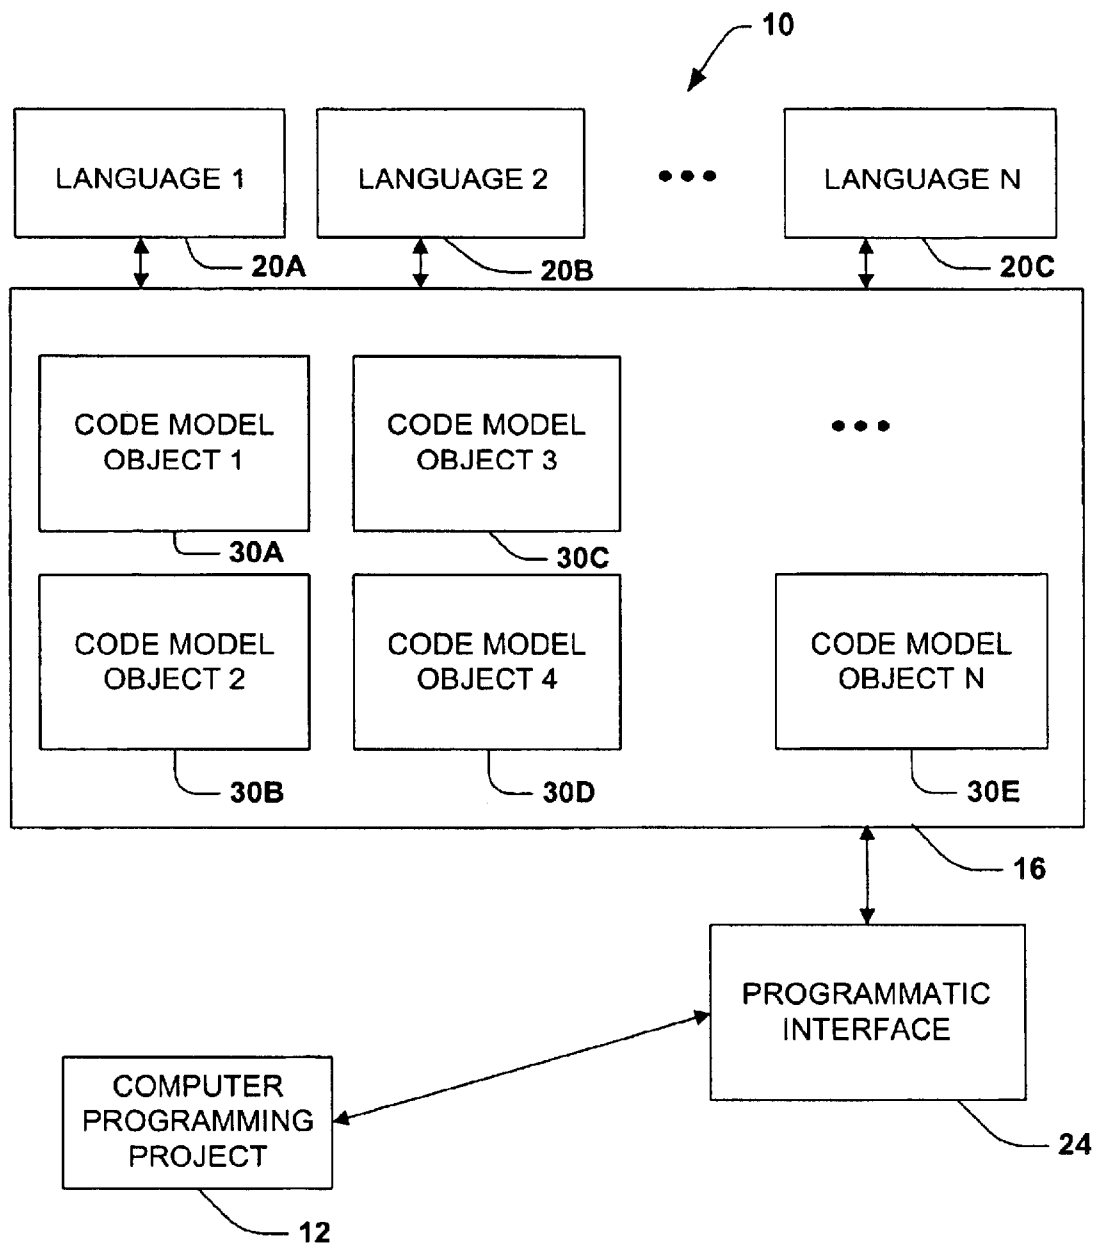 10
LANGUAGE 1
LANGUAGE 2
LANGUAGE N
20A
20B
20C
CODE MODEL
OBJECT 1
CODE MODEL
OBJECT 3
30A
30C
CODE MODEL
OBJECT 2
CODE MODEL
OBJECT 4
CODE MODEL
OBJECT N
30B
30D
30E
16
PROGRAMMATIC
INTERFACE
24
COMPUTER
PROGRAMMING
PROJECT
12